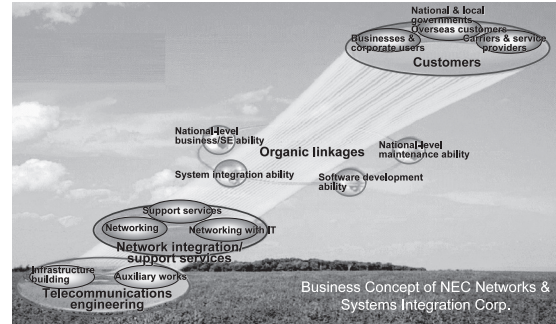 National & local
governments
Overseas customers
Businesses &
corporate users
Carriers & service
providers
Customers
National-level
business/SE ability
Organic linkages
National-level
maintenance ability
System integration ability
Software development
ability
Support services
Networking
Networking with IT
Network integration/
support services
Infrastructure
building
Auxiliary works
Telecommunications
engineering
Business Concept of NEC Networks &
Systems Integration Corp.